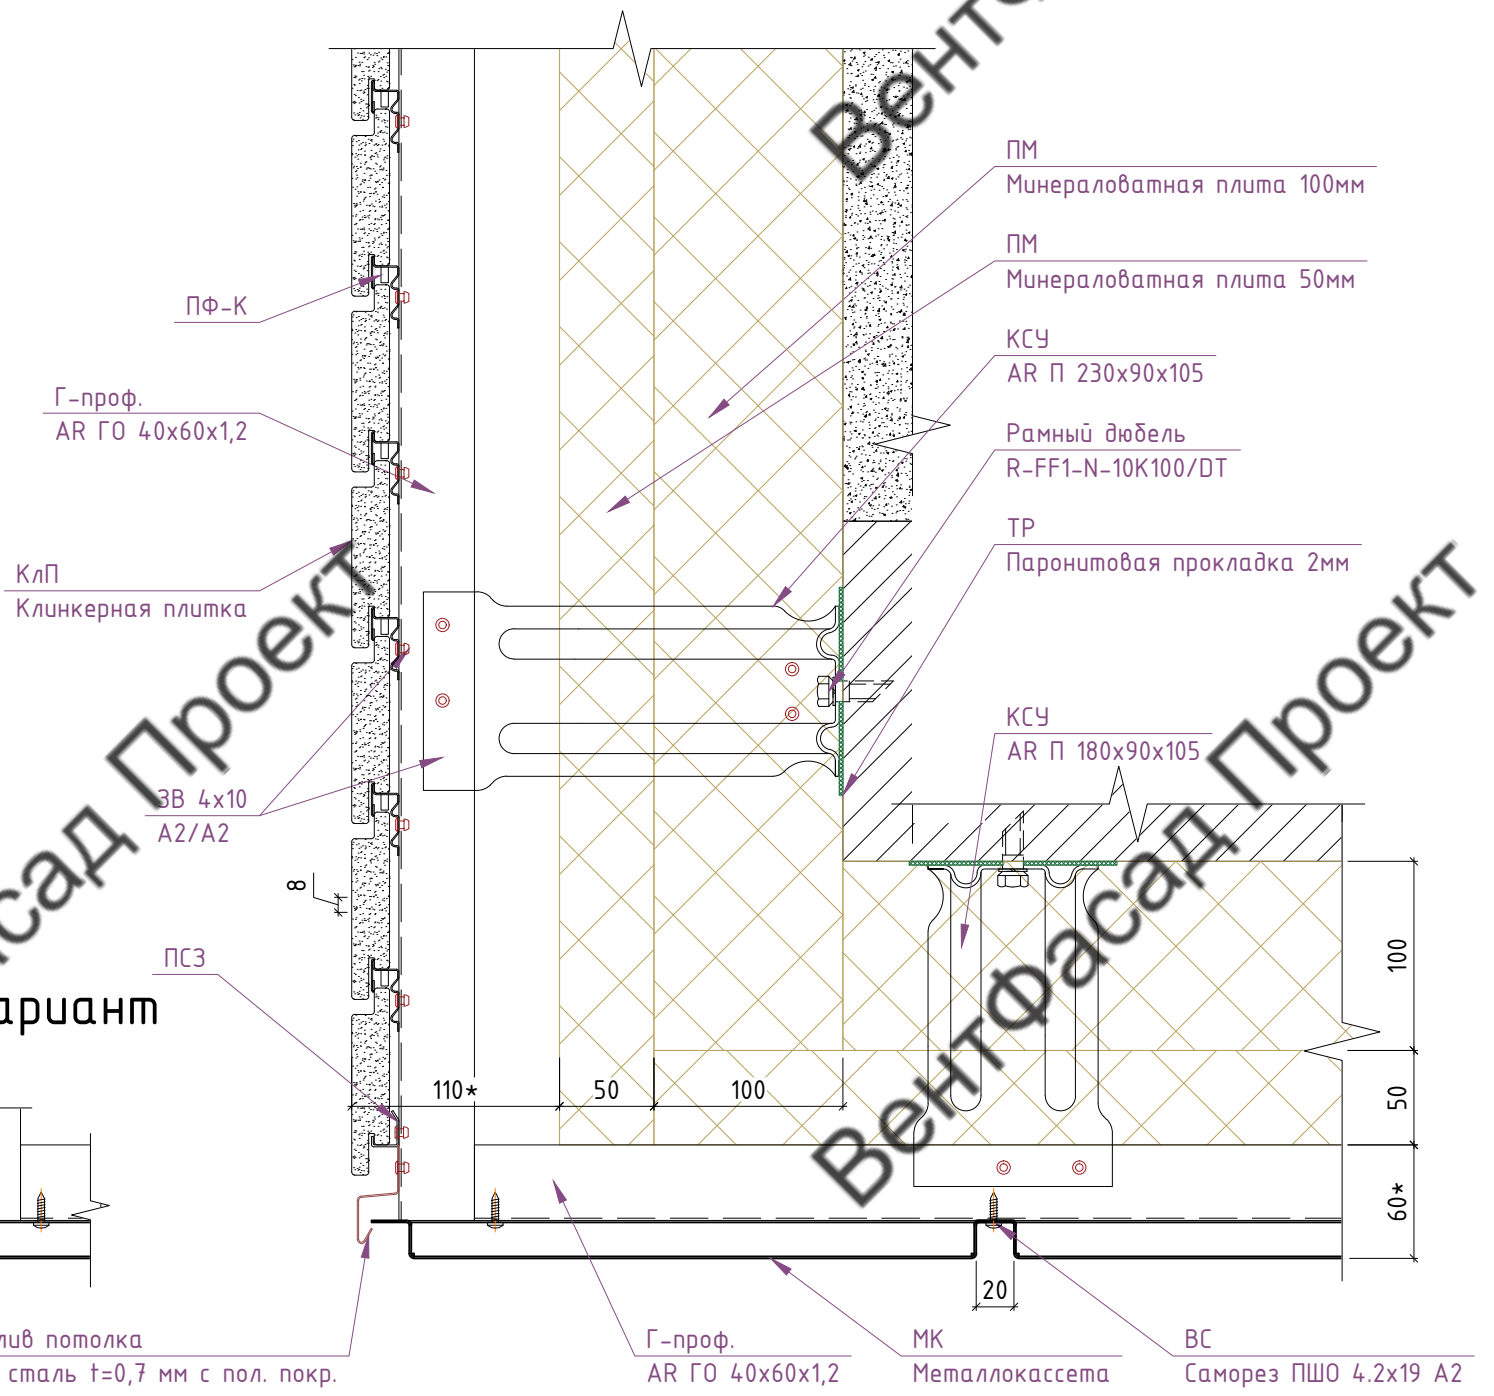 ПМ
Минераловатная плита 100мм
ПМ
Минераловатная плита 50мм
КСУ
AR П 230х90х105
Рамный дюбель
R-FF1-N-10K100/DT
ТР
Паронитовая прокладка 2мм
КСУ
AR П 180х90х105
ПФ-К
Г-проф.
AR ГО 40х60х1,2
КлП
Клинкерная плитка
ЗВ 4х10
А2/А2
8
ПСЗ
ариант
110*
50
100
100
50
60*
20
лив потолка
сталь t=0,7 мм с пол. покр.
Г-проф.
AR ГО 40х60х1,2
МК
Металлокассета
ВС
Саморез ПШО 4.2х19 А2
Вент
сад Проект
ВентФасад Проект